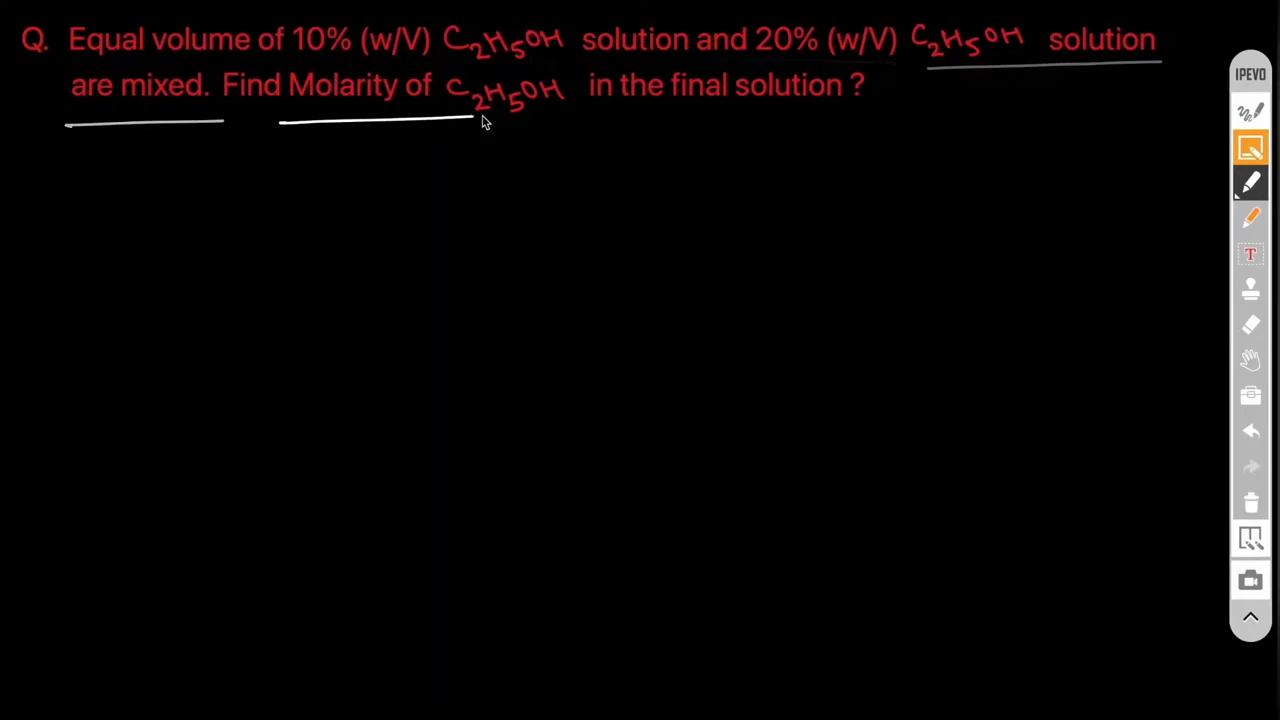 Q. Equal volume of 10% (w/V) C2H5OH solution and 20% (w/V) C2H5OH solution
are mixed. Find Molarity of C2H5OH in the final solution ?
IPEVO
T